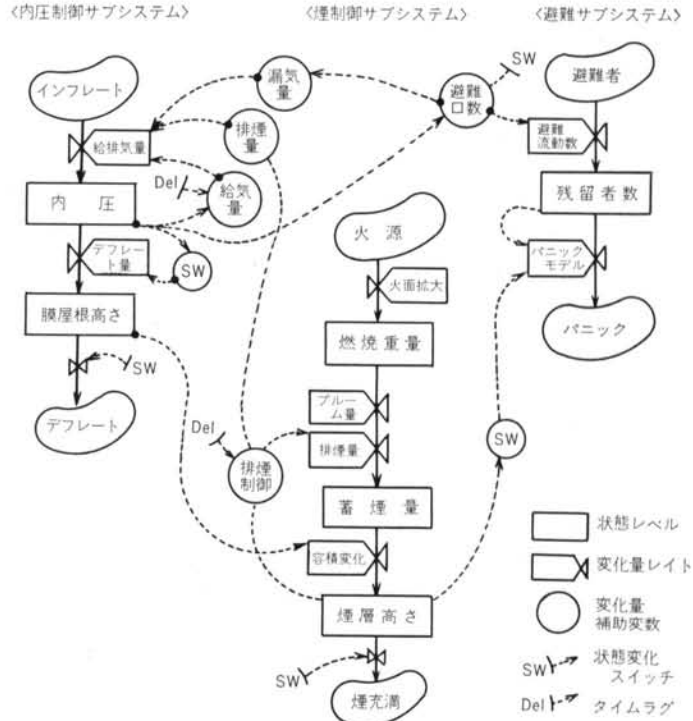 〈内圧制御サブシステム〉
〈煙制御サブシステム〉
〈避難サブシステム〉
インフレート
給排気量
内圧
デフレー
ト量
膜屋根高さ
SW
デフレート
漏気
量
排煙
量
Del
給気
量
SW
避難
口数
SW
避難者
避難
流動数
残留者数
パニック
モデル
パニック
SW
火源
火面拡大
燃焼重量
プルー
ム量
排煙量
Del
排煙
制御
蓄煙量
容積変化
煙層高さ
SW
煙充満
状態レベル
変化量レイト
変化量
補助変数
SW 状態変化
スイッチ
Del タイムラグ